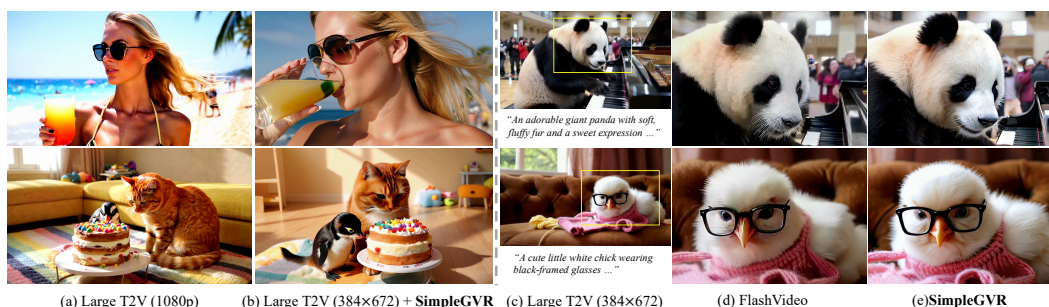 "An adorable giant panda with soft,
fluffy fur and a sweet expression ..."
"A cute little white chick wearing
black-framed glasses ..."
(a) Large T2V (1080p)
(b) Large T2V (384×672) + SimpleGVR
(c) Large T2V (384×672)
(d) FlashVideo
(e)SimpleGVR